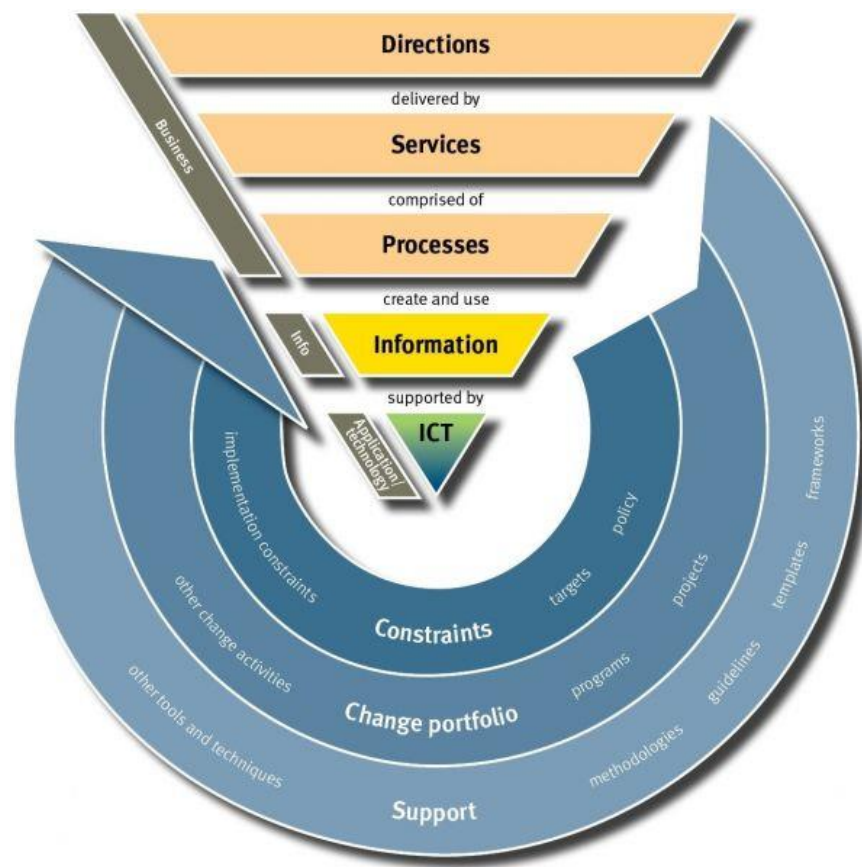 Directions
delivered by
Business
Services
comprised of
Processes
create and use
Info
Information
supported by
Application/
technology
ICT
implementation constraints
Constraints
targets
policy
other change activities
Change portfolio
programs
projects
other tools and techniques
Support
methodologies
guidelines
templates
frameworks